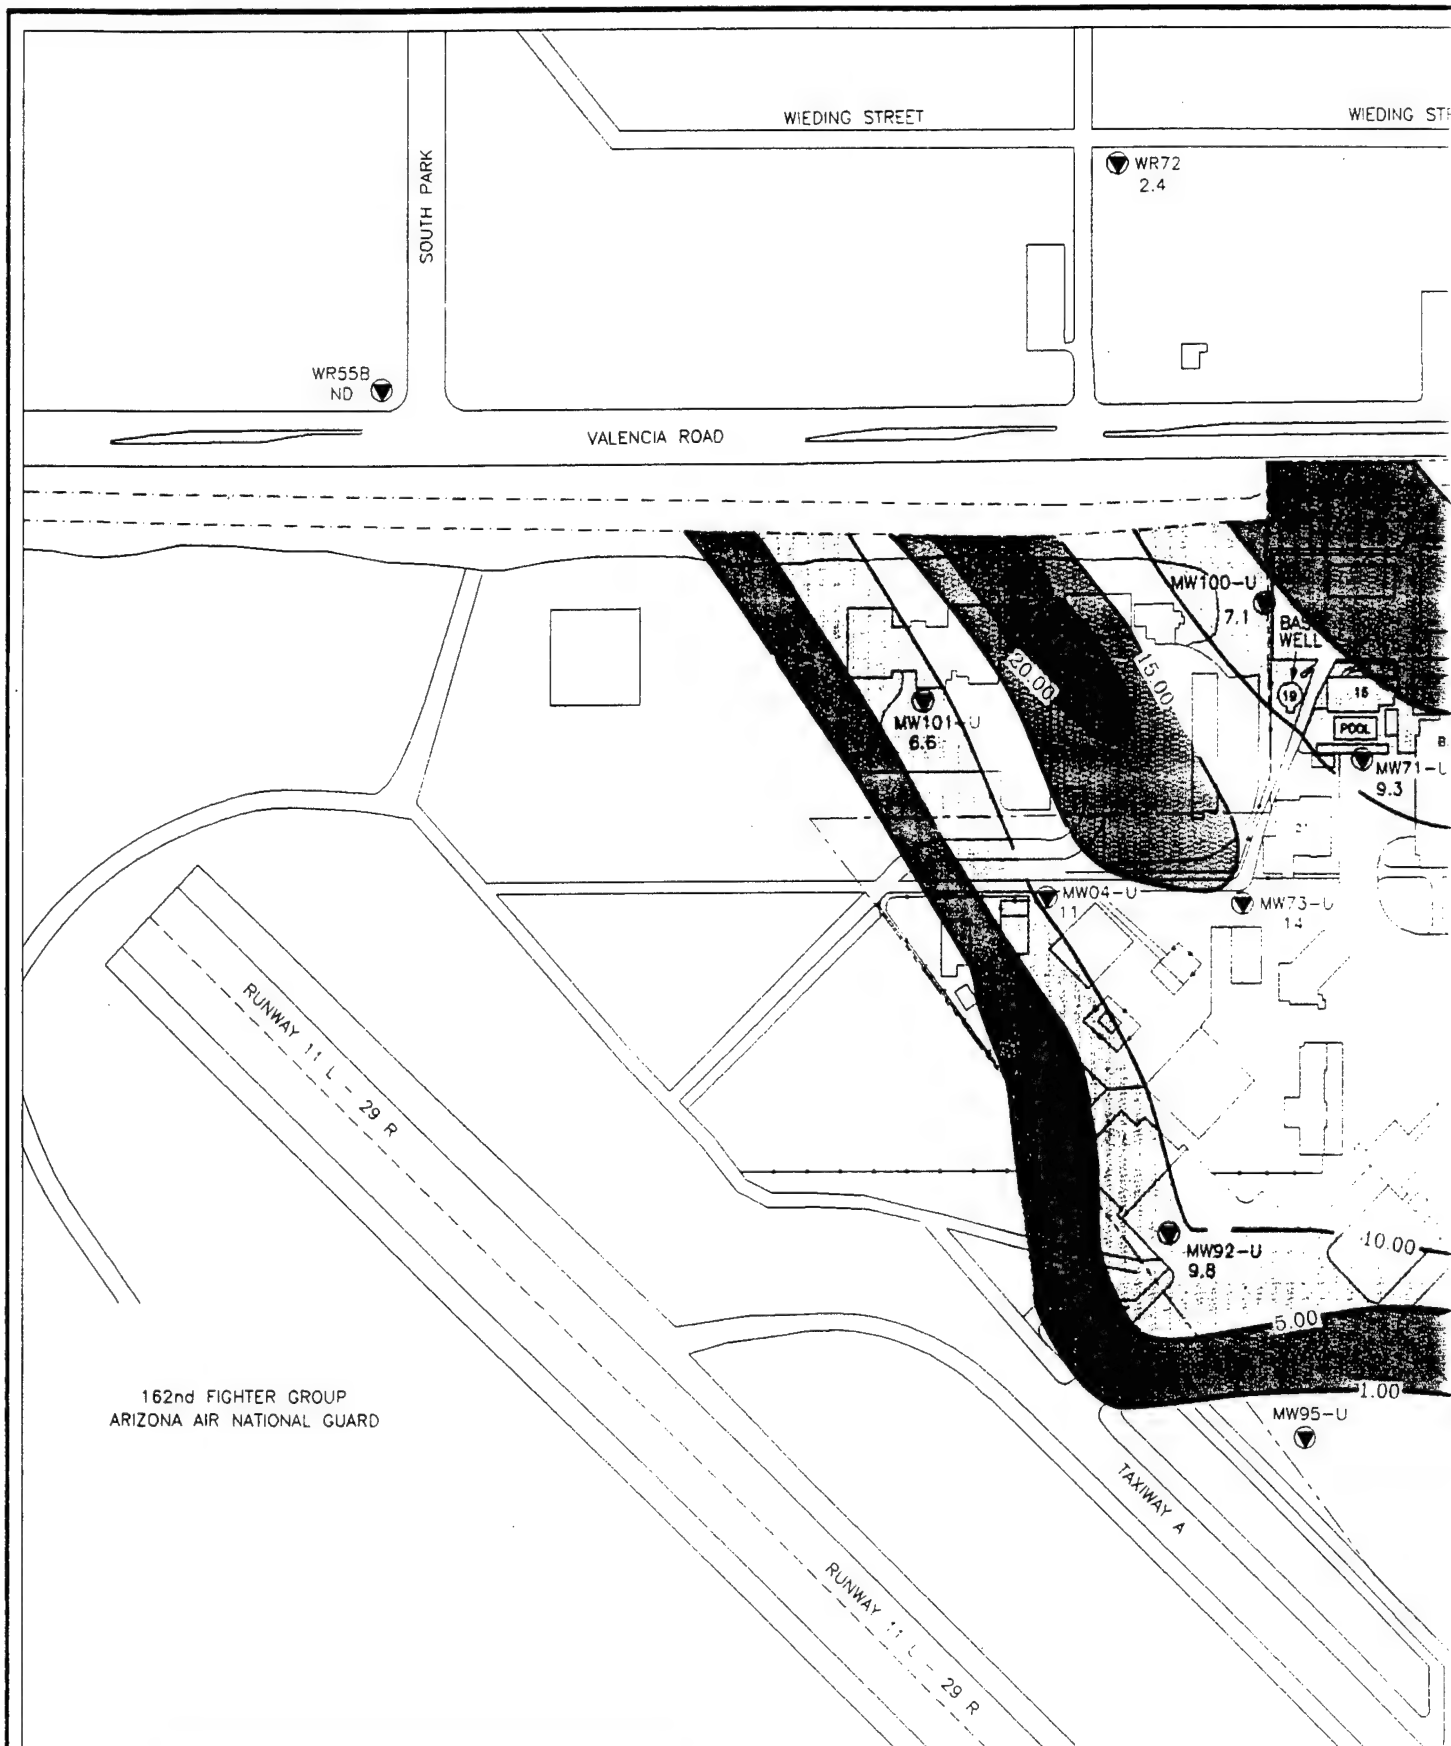 WIEDING STREET
WIEDING STR
WR72
2.4
SOUTH PARK
WR55B
ND
VALENCIA ROAD
MW100-U
7.1
BASE
WELL
20.00
15.00
19
15
MW101-U
6.6
POOL
B
MW71-U
9.3
21
MW04-U
11
MW73-U
14
RUNWAY 11 L - 29 R
MW92-U
9.8
10.00
5.00
1.00
162nd FIGHTER GROUP
ARIZONA AIR NATIONAL GUARD
MW95-U
TAXIWAY A
RUNWAY 11 L - 29 R